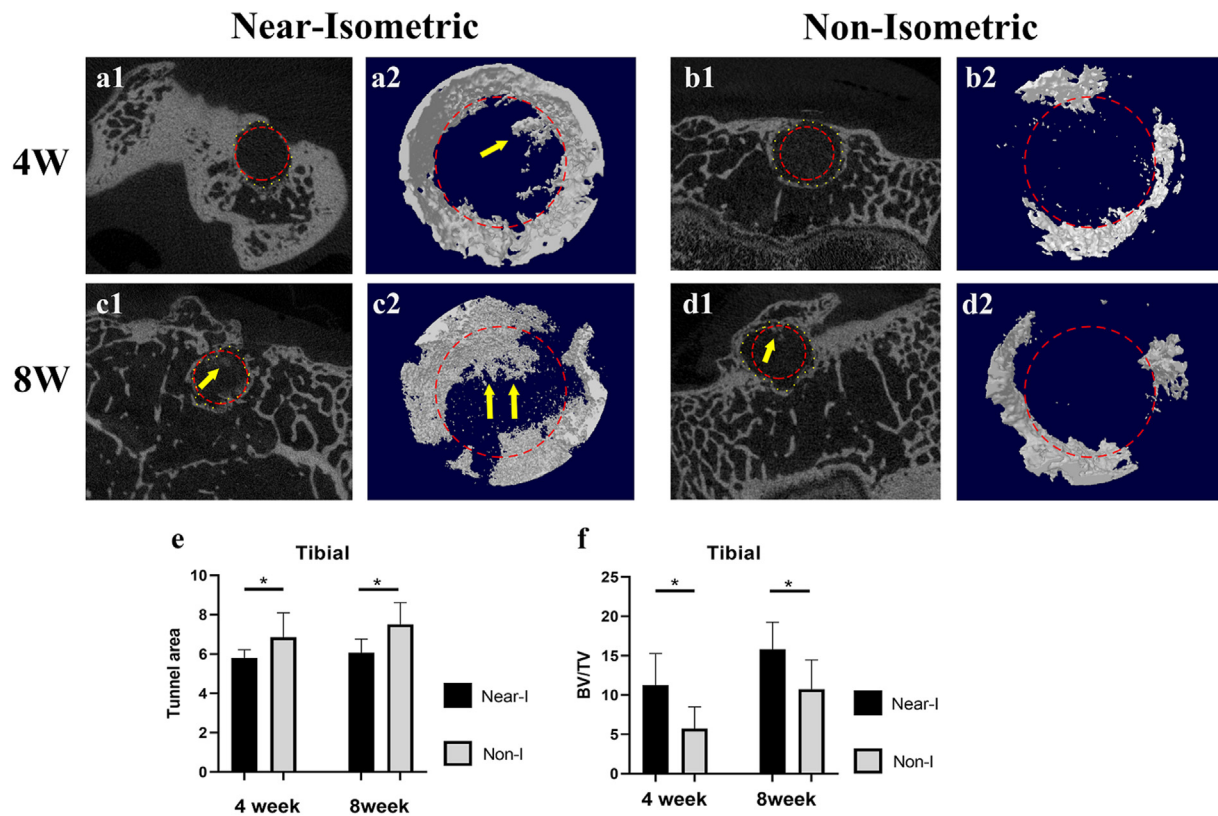 Near-Isometric
Non-Isometric
a1
a2
b1
b2
4W
c1
c2
d1
d2
8W
e
Tibial
Tunnel area
10
8
6
4
2
0
*
*
4 week
8week
Near-I
Non-I
f
Tibial
BV/TV
25
20
15
10
5
0
*
*
4 week
8week
Near-I
Non-I